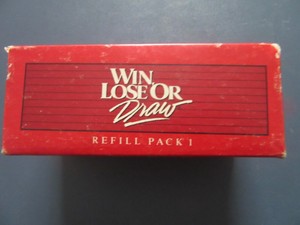 WIN,
LOSE OR
Draw
REFILL PACK 1